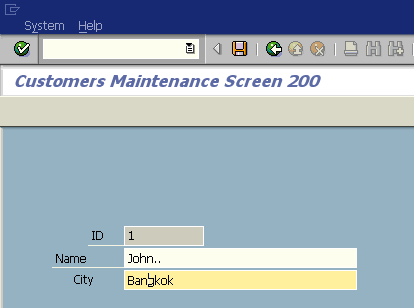 System Help
Customers Maintenance Screen 200
ID 1
Name John..
City Bangkok